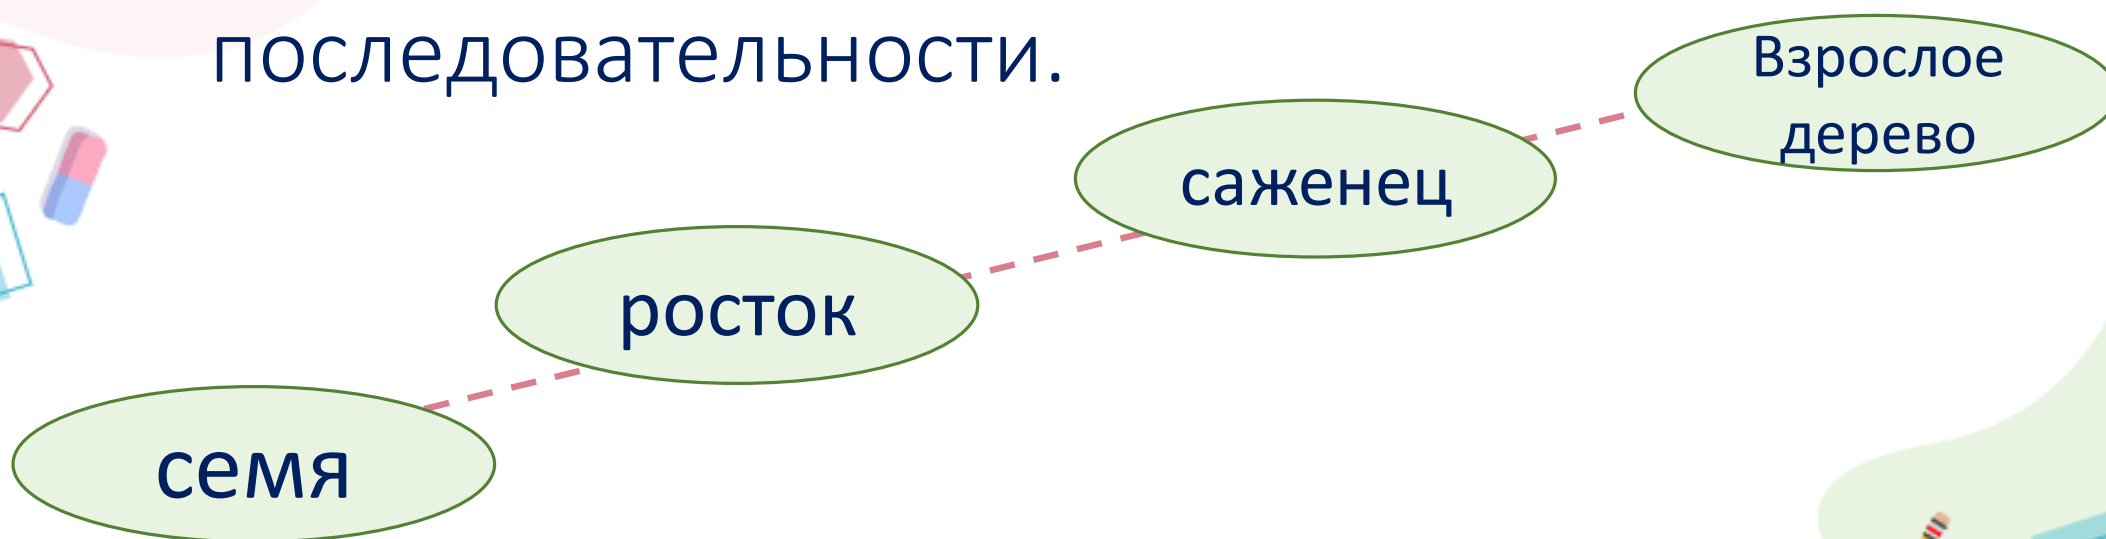 последовательности.
Взрослое
дерево
саженец
росток
семя